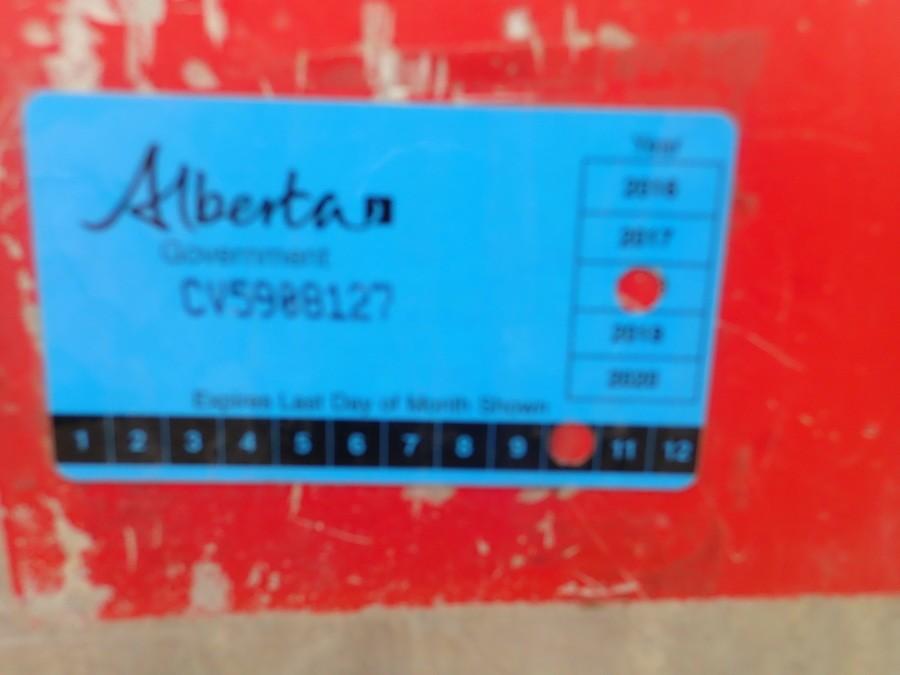 Alberta
Government
CV5908127
Year
2016
2017
2019
2020
Expires Last Day of Month Shown
1 2 3 4 5 6 7 8 9 11 12